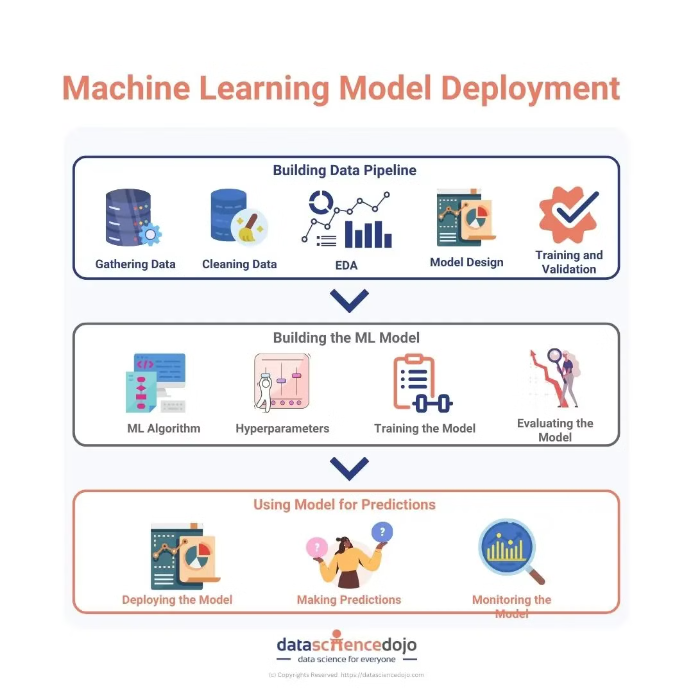 Machine Learning Model Deployment
Building Data Pipeline
Gathering Data
Cleaning Data
EDA
Model Design
Training and
Validation
Building the ML Model
</>
ML Algorithm
Hyperparameters
Training the Model
Evaluating the
Model
Using Model for Predictions
Deploying the Model
?
?
Making Predictions
Monitoring the
Model
datasciencedojo
data science for everyone
(c) Copyrights Reserved https://datasciencedojo.com